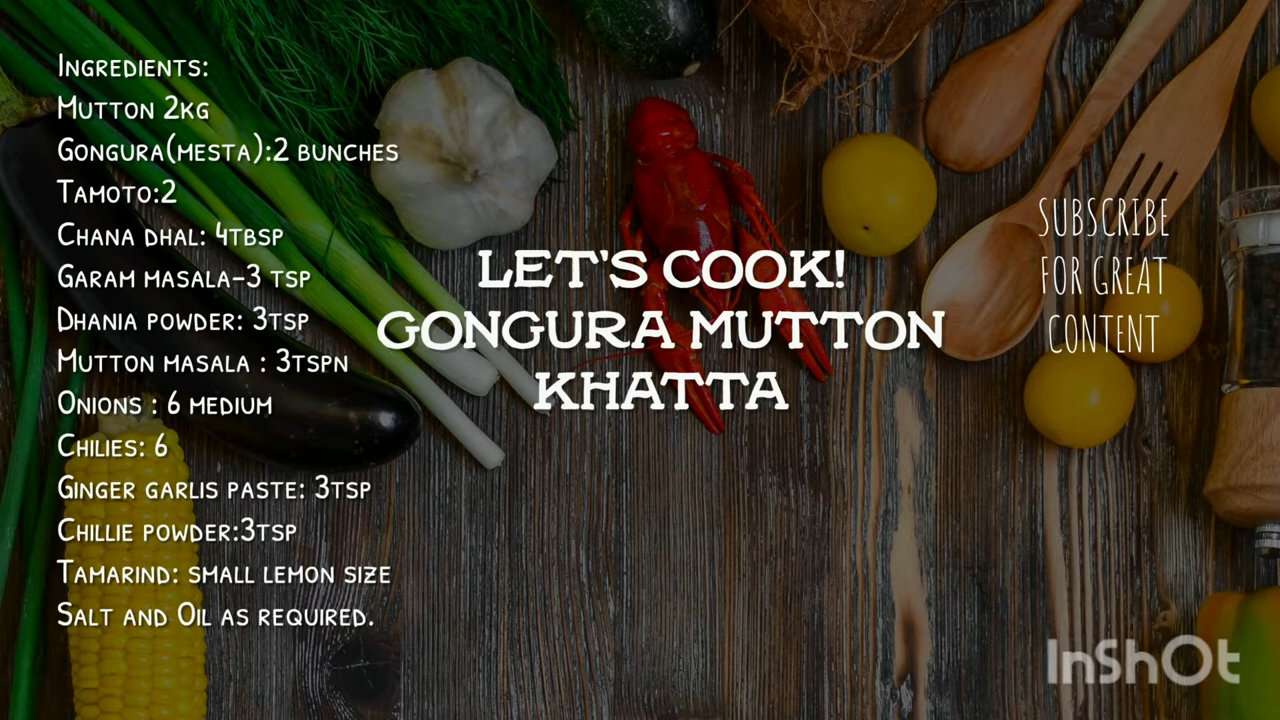 Ingredients:
Mutton 2kg
Gongura(mesta):2 bunches
Tamoto:2
Chana dhal: 4tbsp
Garam masala-3 tsp
Dhania powder: 3tsp
Mutton masala : 3tspn
Onions : 6 medium
Chilies: 6
Ginger garlis paste: 3tsp
Chillie powder:3tsp
Tamarind: small lemon size
Salt and Oil as required.
LET'S COOK!
GONGURA MUTTON
KHATTA
SUBSCRIBE
FOR GREAT
CONTENT
InShOt